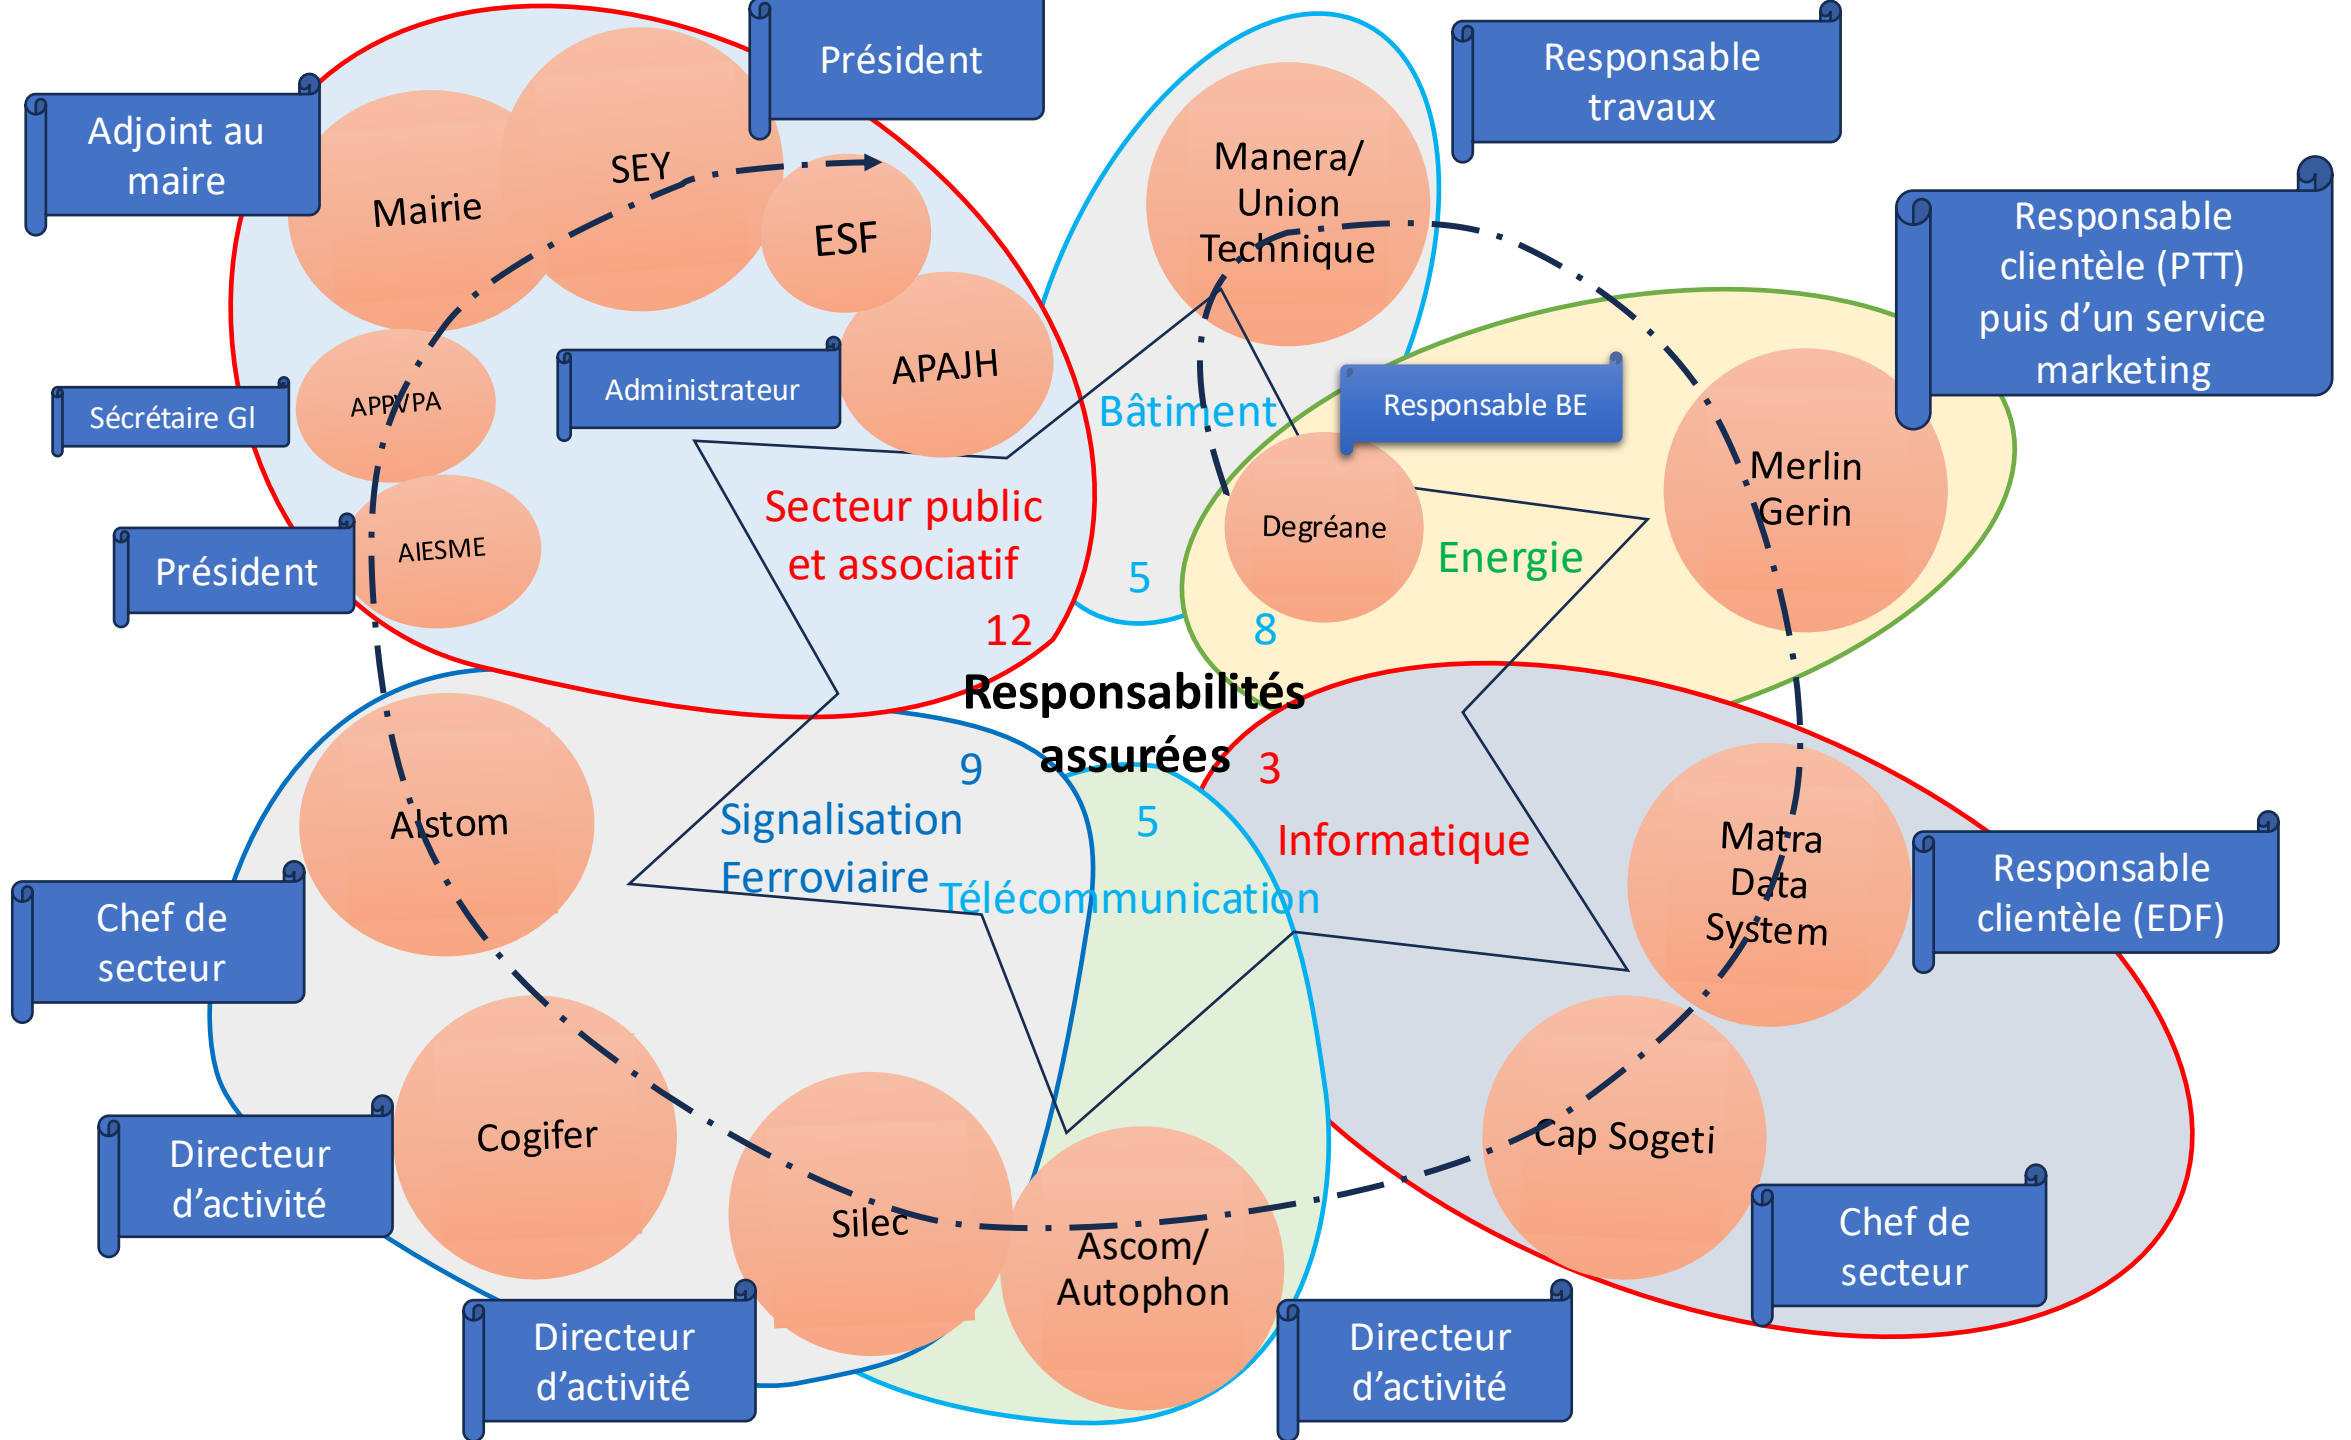 Président
Adjoint au
maire
SEY
Mairie
ESF
APAJH
Administrateur
APPVPA
Sécrétaire Gl
AIESME
Président
Secteur public
et associatif
12
Manera/
Union
Technique
Responsable
travaux
Bâtiment
5
Responsable
clientèle (PTT)
puis d’un service
marketing
Responsable BE
Merlin
Gerin
Degréane
Energie
8
Responsabilités
assurées
9
Signalisation
Ferroviaire
5
Télécommunication
3
Informatique
Alstom
Chef de
secteur
Cogifer
Directeur
d’activité
Silec
Directeur
d’activité
Ascom/
Autophon
Directeur
d’activité
Matra
Data
System
Responsable
clientèle (EDF)
Cap Sogeti
Chef de
secteur